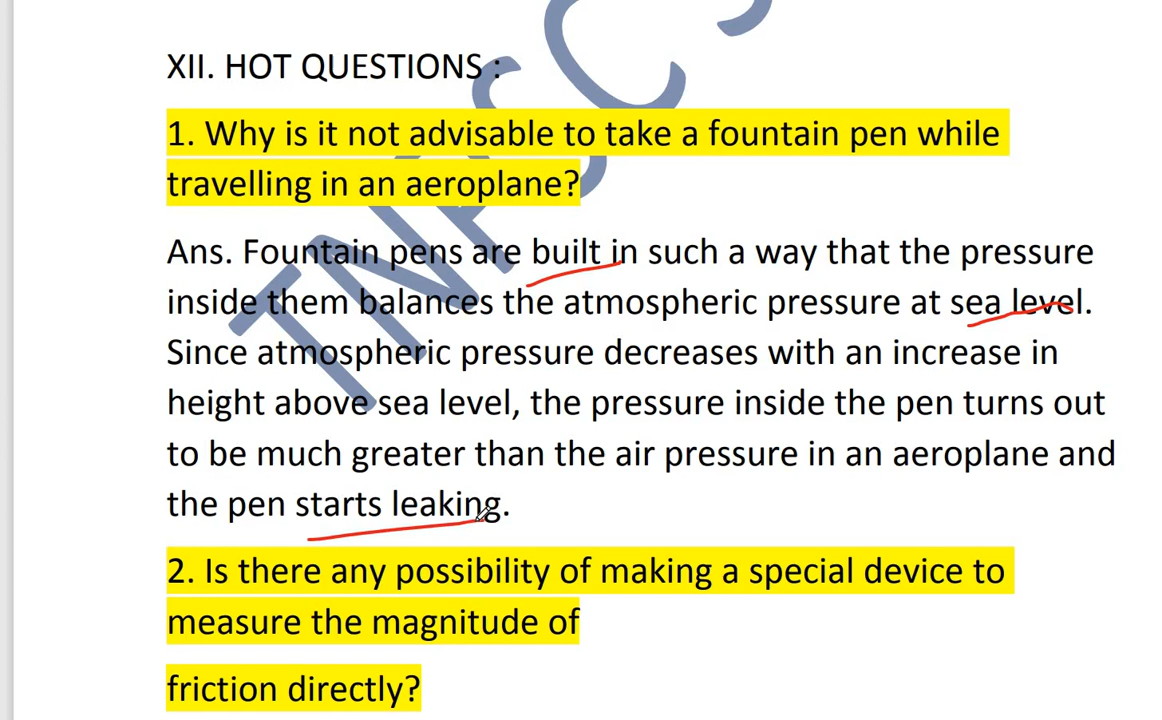 XII. HOT QUESTIONS :
1. Why is it not advisable to take a fountain pen while
travelling in an aeroplane?
Ans. Fountain pens are built in such a way that the pressure
inside them balances the atmospheric pressure at sea level.
Since atmospheric pressure decreases with an increase in
height above sea level, the pressure inside the pen turns out
to be much greater than the air pressure in an aeroplane and
the pen starts leaking.
2. Is there any possibility of making a special device to
measure the magnitude of
friction directly?